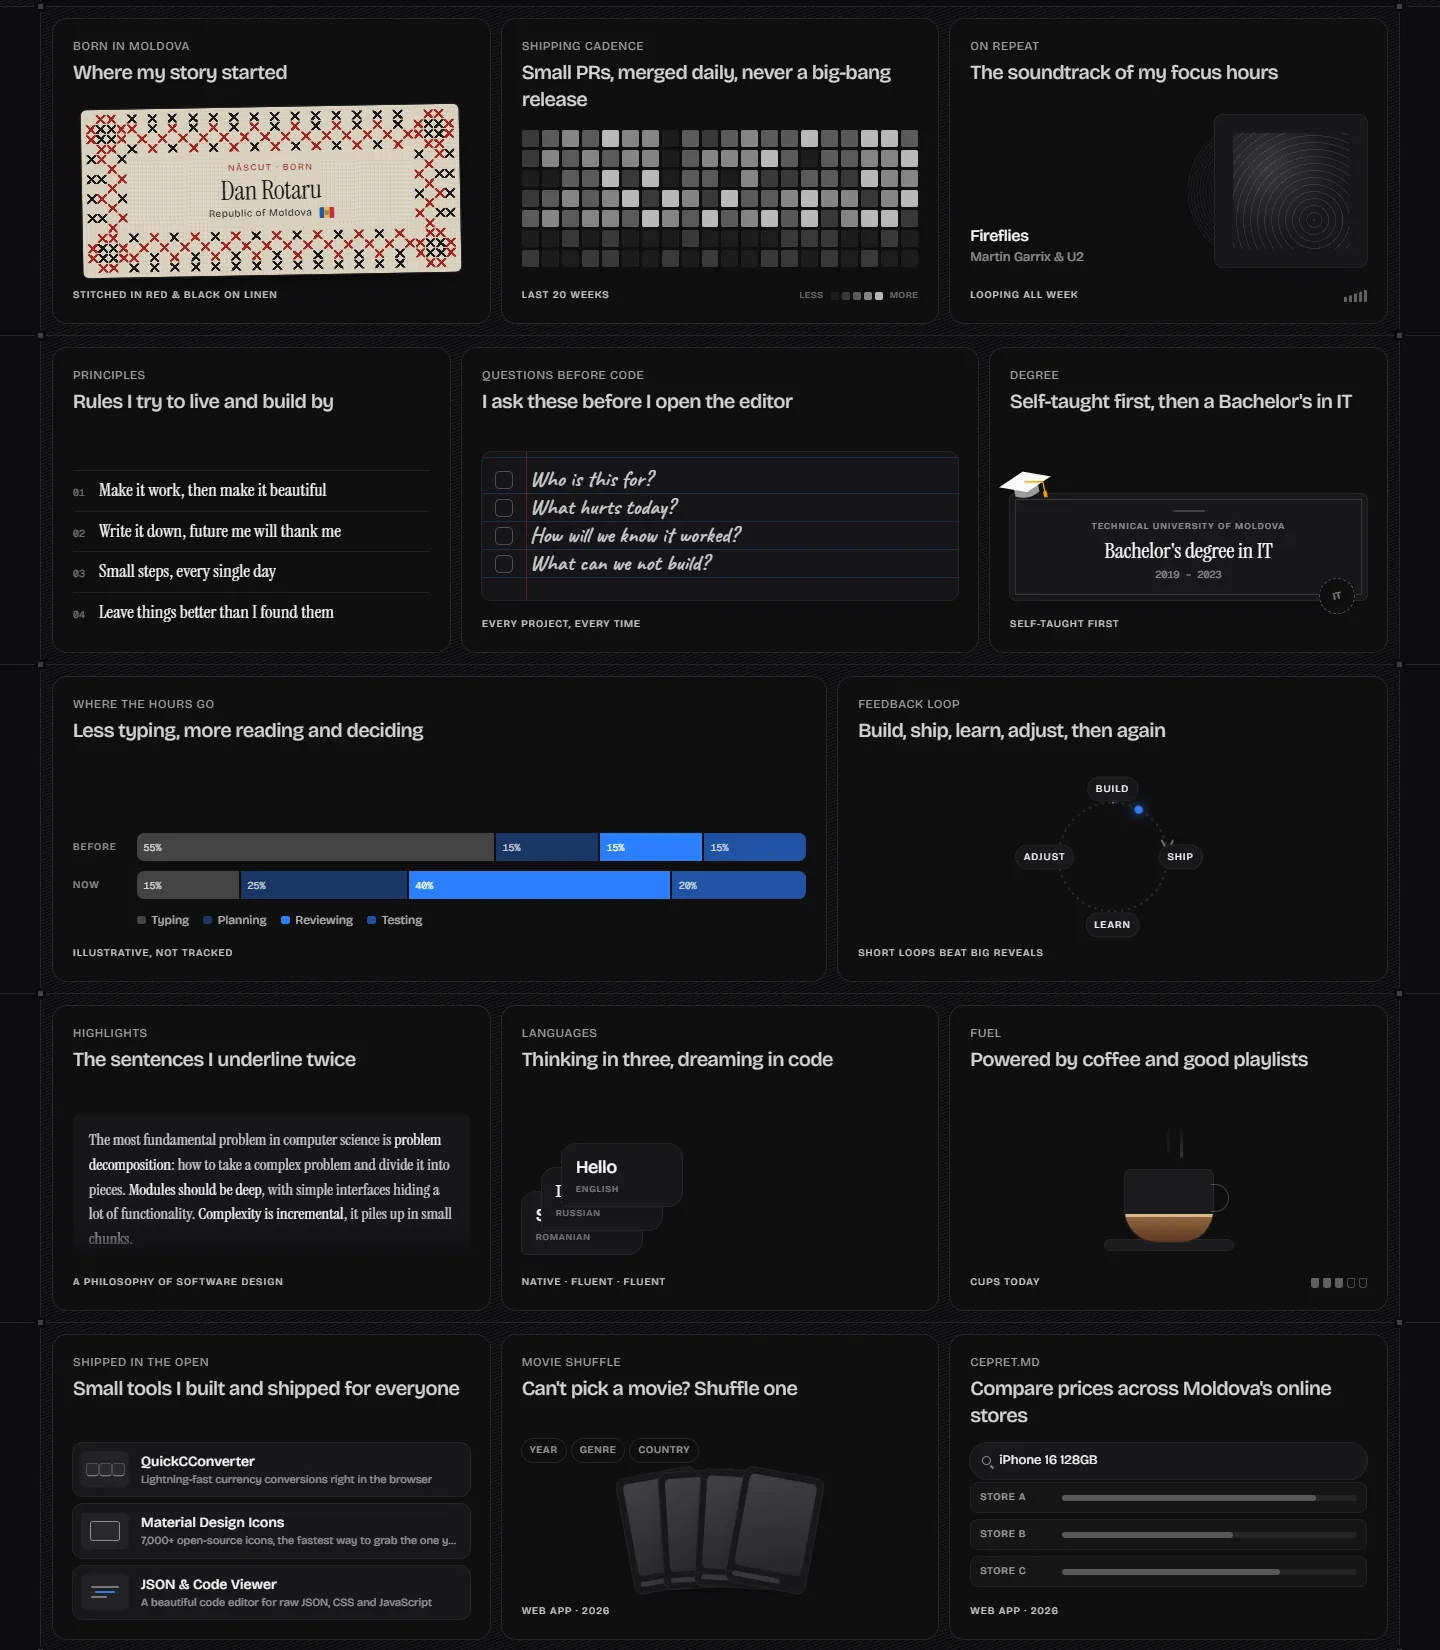 BORN IN MOLDOVA
Where my story started
NĂSCUT · BORN
Dan Rotaru
Republic of Moldova
STITCHED IN RED & BLACK ON LINEN
SHIPPING CADENCE
Small PRs, merged daily, never a big-bang
release
LAST 20 WEEKS
LESS
MORE
ON REPEAT
The soundtrack of my focus hours
Fireflies
Martin Garrix & U2
LOOPING ALL WEEK
PRINCIPLES
Rules I try to live and build by
01 Make it work, then make it beautiful
02 Write it down, future me will thank me
03 Small steps, every single day
04 Leave things better than I found them
QUESTIONS BEFORE CODE
I ask these before I open the editor
Who is this for?
What hurts today?
How will we know it worked?
What can we not build?
EVERY PROJECT, EVERY TIME
DEGREE
Self-taught first, then a Bachelor's in IT
TECHNICAL UNIVERSITY OF MOLDOVA
Bachelor's degree in IT
2019 – 2023
IT
SELF-TAUGHT FIRST
WHERE THE HOURS GO
Less typing, more reading and deciding
BEFORE 55% 15% 15% 15%
NOW 15% 25% 40% 20%
Typing Planning Reviewing Testing
ILLUSTRATIVE, NOT TRACKED
FEEDBACK LOOP
Build, ship, learn, adjust, then again
BUILD
ADJUST
SHIP
LEARN
SHORT LOOPS BEAT BIG REVEALS
HIGHLIGHTS
The sentences I underline twice
The most fundamental problem in computer science is problem
decomposition: how to take a complex problem and divide it into
pieces. Modules should be deep, with simple interfaces hiding a
lot of functionality. Complexity is incremental, it piles up in small
chunks.
A PHILOSOPHY OF SOFTWARE DESIGN
LANGUAGES
Thinking in three, dreaming in code
Hello
ENGLISH
RUSSIAN
ROMANIAN
NATIVE · FLUENT · FLUENT
FUEL
Powered by coffee and good playlists
CUPS TODAY
SHIPPED IN THE OPEN
Small tools I built and shipped for everyone
QuickCConverter
Lightning-fast currency conversions right in the browser
Material Design Icons
7,000+ open-source icons, the fastest way to grab the one y...
JSON & Code Viewer
A beautiful code editor for raw JSON, CSS and JavaScript
MOVIE SHUFFLE
Can't pick a movie? Shuffle one
YEAR GENRE COUNTRY
WEB APP · 2026
CEPRET.MD
Compare prices across Moldova's online
stores
iPhone 16 128GB
STORE A
STORE B
STORE C
WEB APP · 2026